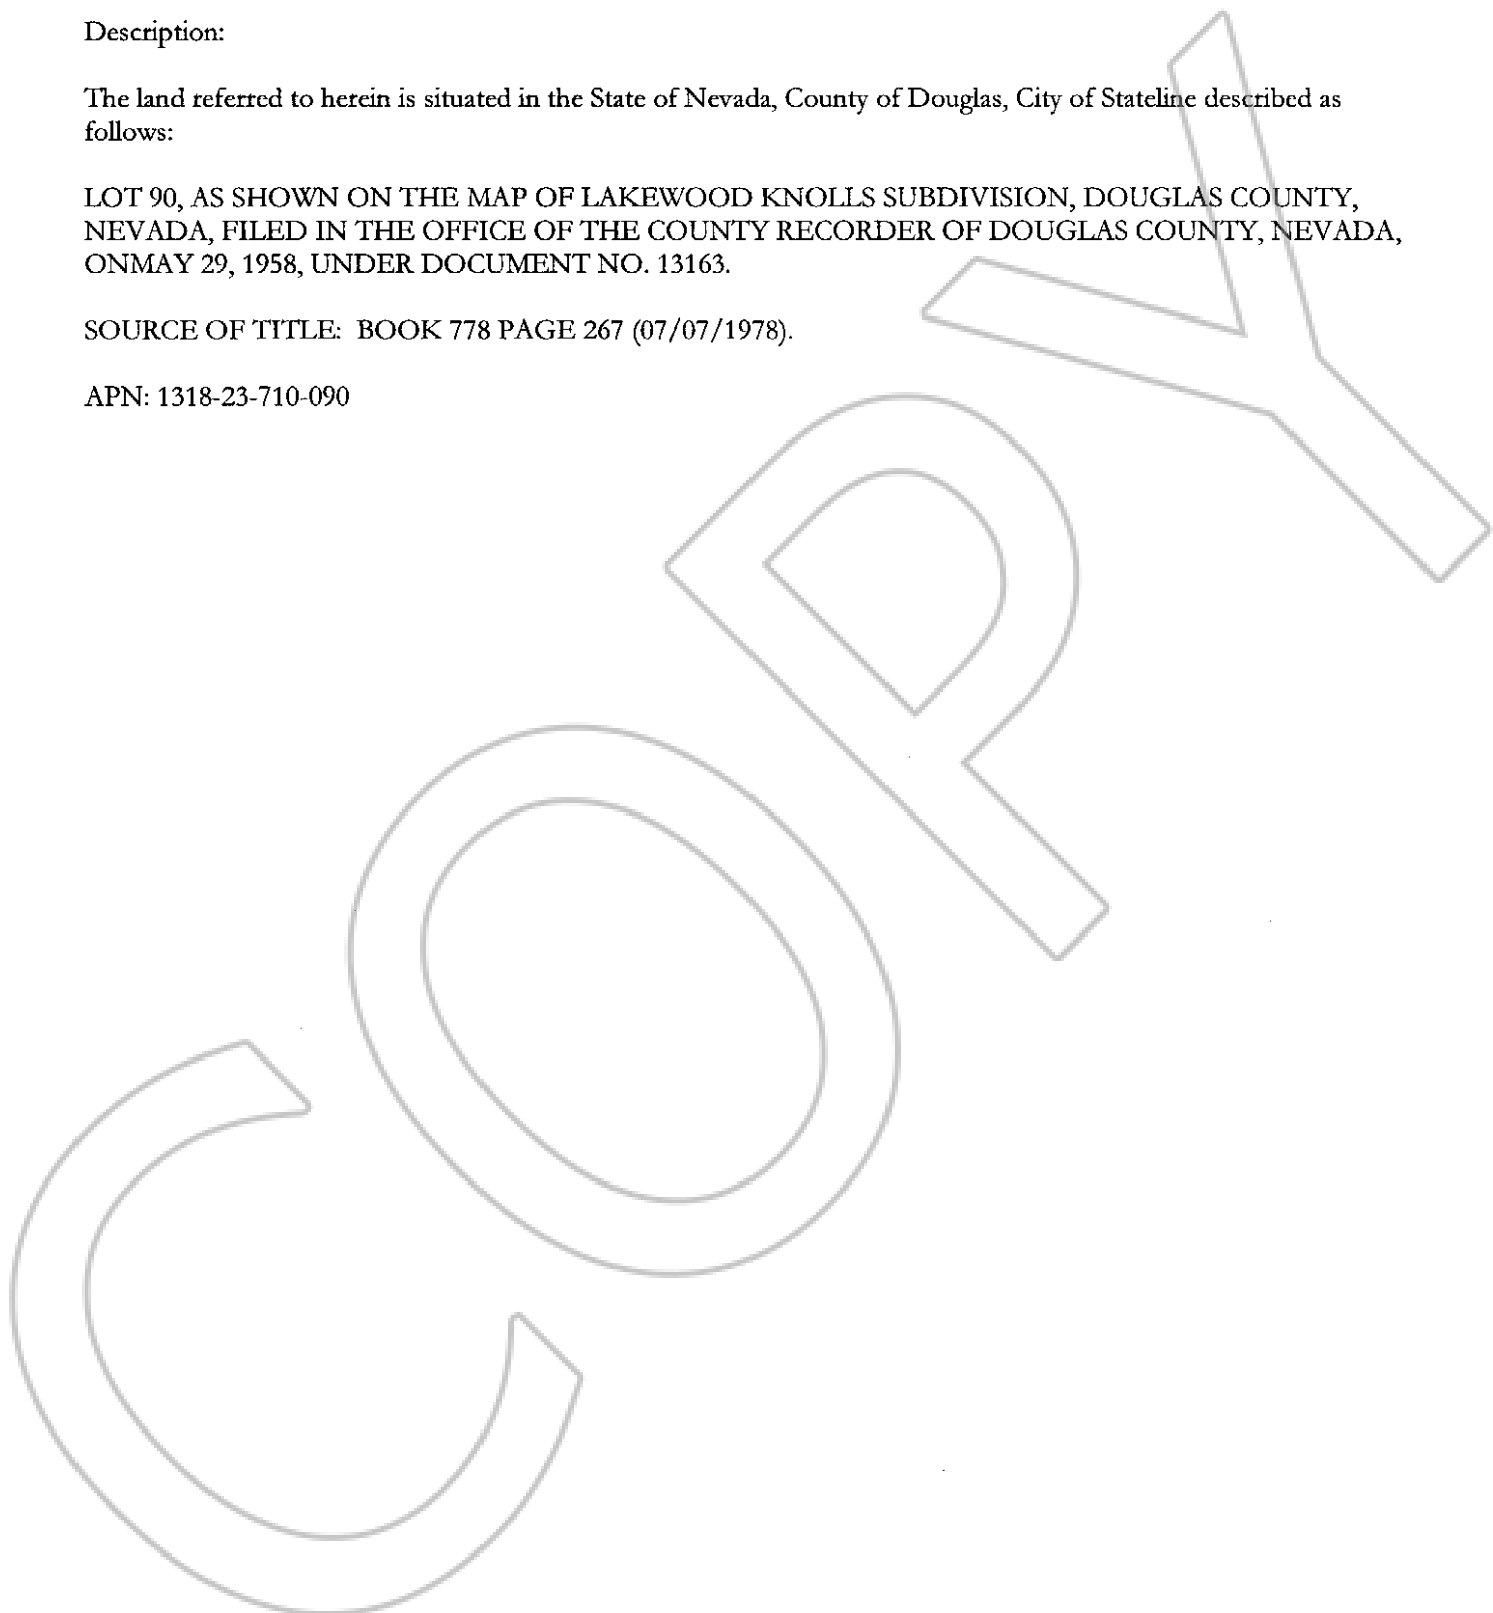 Description:
The land referred to herein is situated in the State of Nevada, County of Douglas, City of Stateline described as
follows:
LOT 90, AS SHOWN ON THE MAP OF LAKEWOOD KNOLLS SUBDIVISION, DOUGLAS COUNTY,
NEVADA, FILED IN THE OFFICE OF THE COUNTY RECORDER OF DOUGLAS COUNTY, NEVADA,
ONMAY 29, 1958, UNDER DOCUMENT NO. 13163.
SOURCE OF TITLE:  BOOK 778 PAGE 267 (07/07/1978).
APN: 1318-23-710-090
COPY